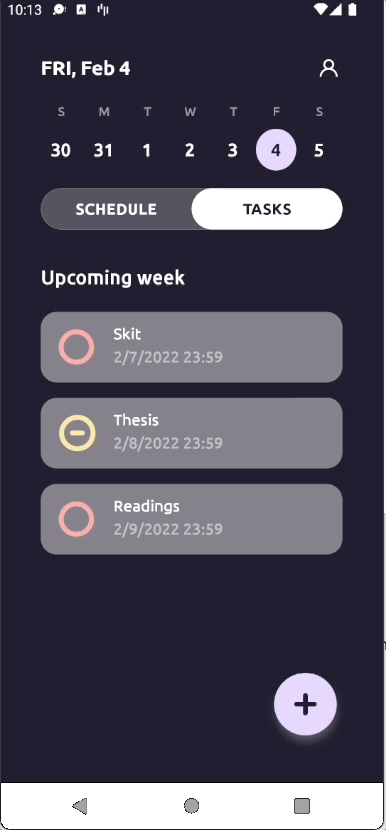 10:13
FRI, Feb 4
S M T W T F S
30 31 1 2 3 4 5
SCHEDULE TASKS
Upcoming week
Skit
2/7/2022 23:59
Thesis
2/8/2022 23:59
Readings
2/9/2022 23:59